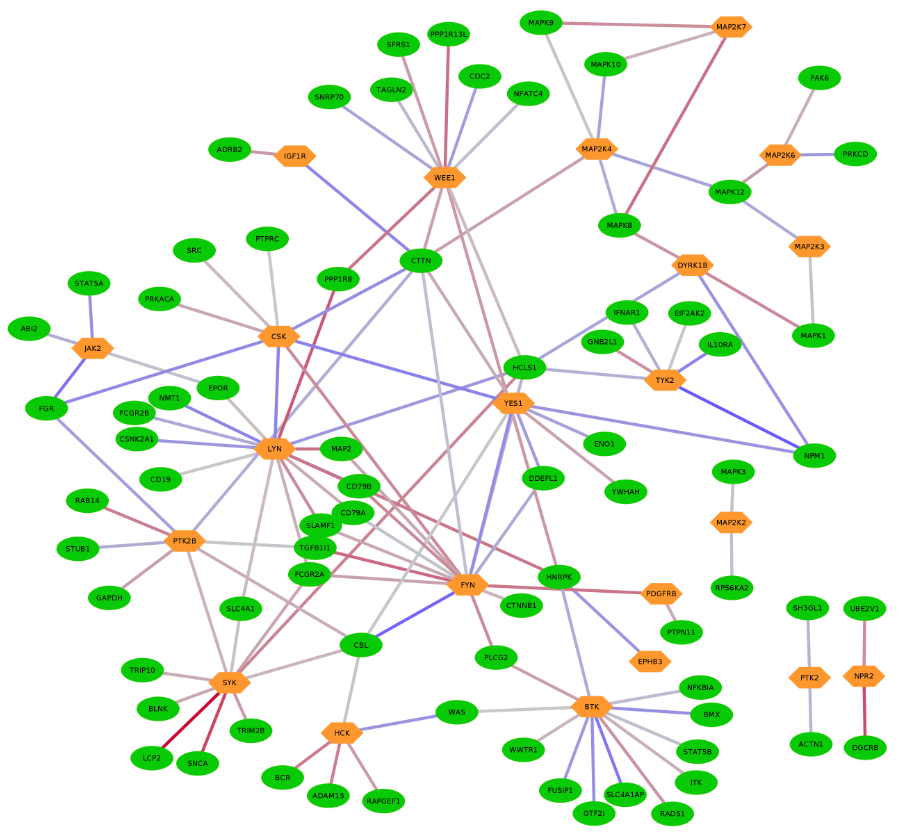 MAPK9
MAP2K7
PPP1R13L
SFRS1
MAPK10
CDC2
PAK6
TAGLN2
NFATC4
SNRP70
ADRB2
IGF1R
MAP2K4
MAP2K6
PRKCD
WEE1
MAPK12
MAPK8
PTPRC
MAP2K3
SRC
CTTN
DYRK1B
PPP1R8
STAT5A
PRKACA
IFNAR1
EIF2AK2
ABI2
CSK
MAPK1
GNB2L1
IL10RA
JAK2
HCLS1
TYK2
EPOR
NMT1
FGR
FCGR2B
YES1
CSNK2A1
ENO1
LYN
MAP2
NPM1
CD19
DDEFL1
MAPK3
CD79B
YWHAH
RAB14
CD79A
SLAMF1
MAP2K2
PTK2B
STUB1
TGFB1I1
FCGR2A
HNRPK
FYN
RPS6KA2
GAPDH
PDGFRB
SLC4A1
CTNNB1
SH3GL1
UBE2V1
PTPN11
CBL
PLCG2
EPHB3
TRIP10
SYK
PTK2
NPR2
NFKBIA
BLNK
BTK
WAS
BMX
TRIM28
HCK
ACTN1
DGCR8
LCP2
SNCA
WWTR1
STAT5B
BCR
ITK
FUSIP1
SLC4A1AP
ADAM15
RAPGEF1
GTF2I
RAD51